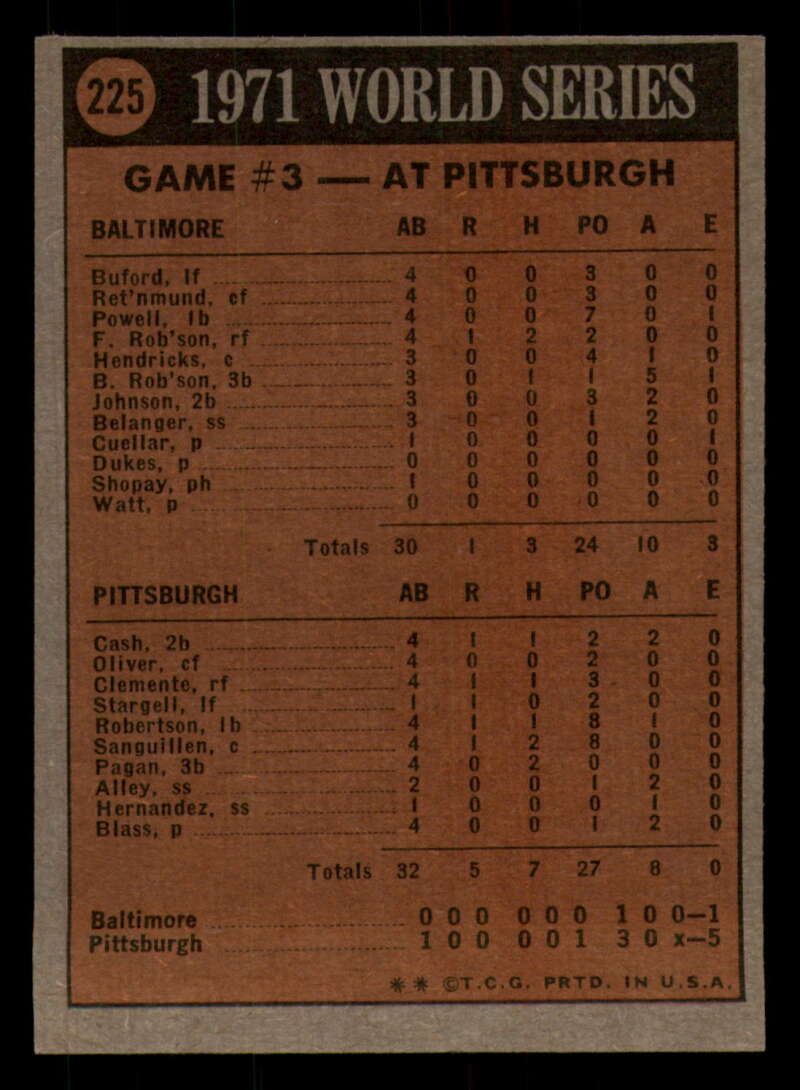 225 1971 WORLD SERIES
GAME #3 — AT PITTSBURGH
BALTIMORE AB R H PO A E
Buford, lf 4 0 0 3 0 0
Ret'nmund, cf 4 0 0 3 0 0
Powell, 1b 4 0 0 7 0 1
F. Rob'son, rf 4 1 2 2 0 0
Hendricks, c 3 0 0 4 1 0
B. Rob'son, 3b 3 0 1 1 5 1
Johnson, 2b 3 0 0 3 2 0
Belanger, ss 3 0 0 1 2 0
Cuellar, p 1 0 0 0 0 1
Dukes, p 0 0 0 0 0 0
Shopay, ph 1 0 0 0 0 0
Watt, p 0 0 0 0 0 0
Totals 30 1 3 24 10 3
PITTSBURGH AB R H PO A E
Cash, 2b 4 1 1 2 2 0
Oliver, cf 4 0 0 2 0 0
Clemente, rf 4 1 1 3 0 0
Stargell, lf 1 1 0 2 0 0
Robertson, 1b 4 1 1 8 1 0
Sanguillen, c 4 1 2 8 0 0
Pagan, 3b 4 0 2 0 0 0
Alley, ss 2 0 0 1 2 0
Hernandez, ss 1 0 0 0 1 0
Blass, p 4 0 0 1 2 0
Totals 32 5 7 27 8 0
Baltimore 0 0 0 0 0 0 1 0 0—1
Pittsburgh 1 0 0 0 0 1 3 0 x—5
** ©T.C.G. PRTD. IN U.S.A.